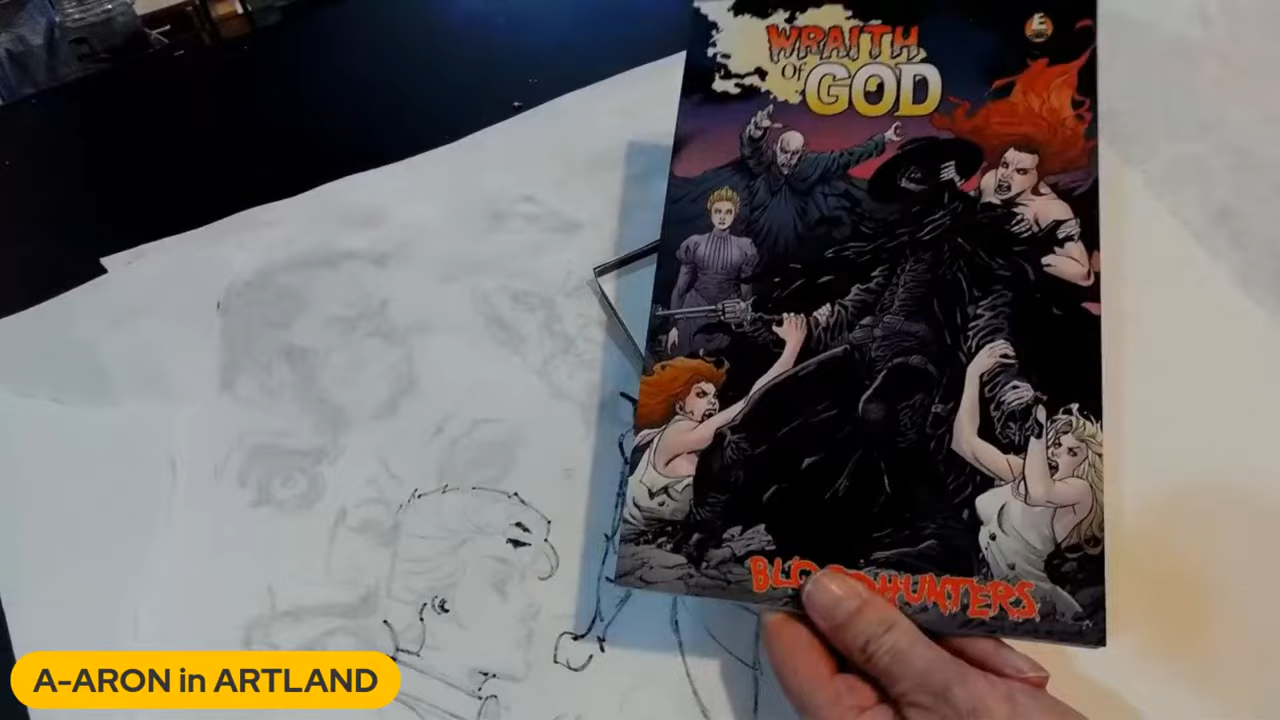 WRAITH
OF
GOD
E
BLOODHUNTERS
A-ARON in ARTLAND